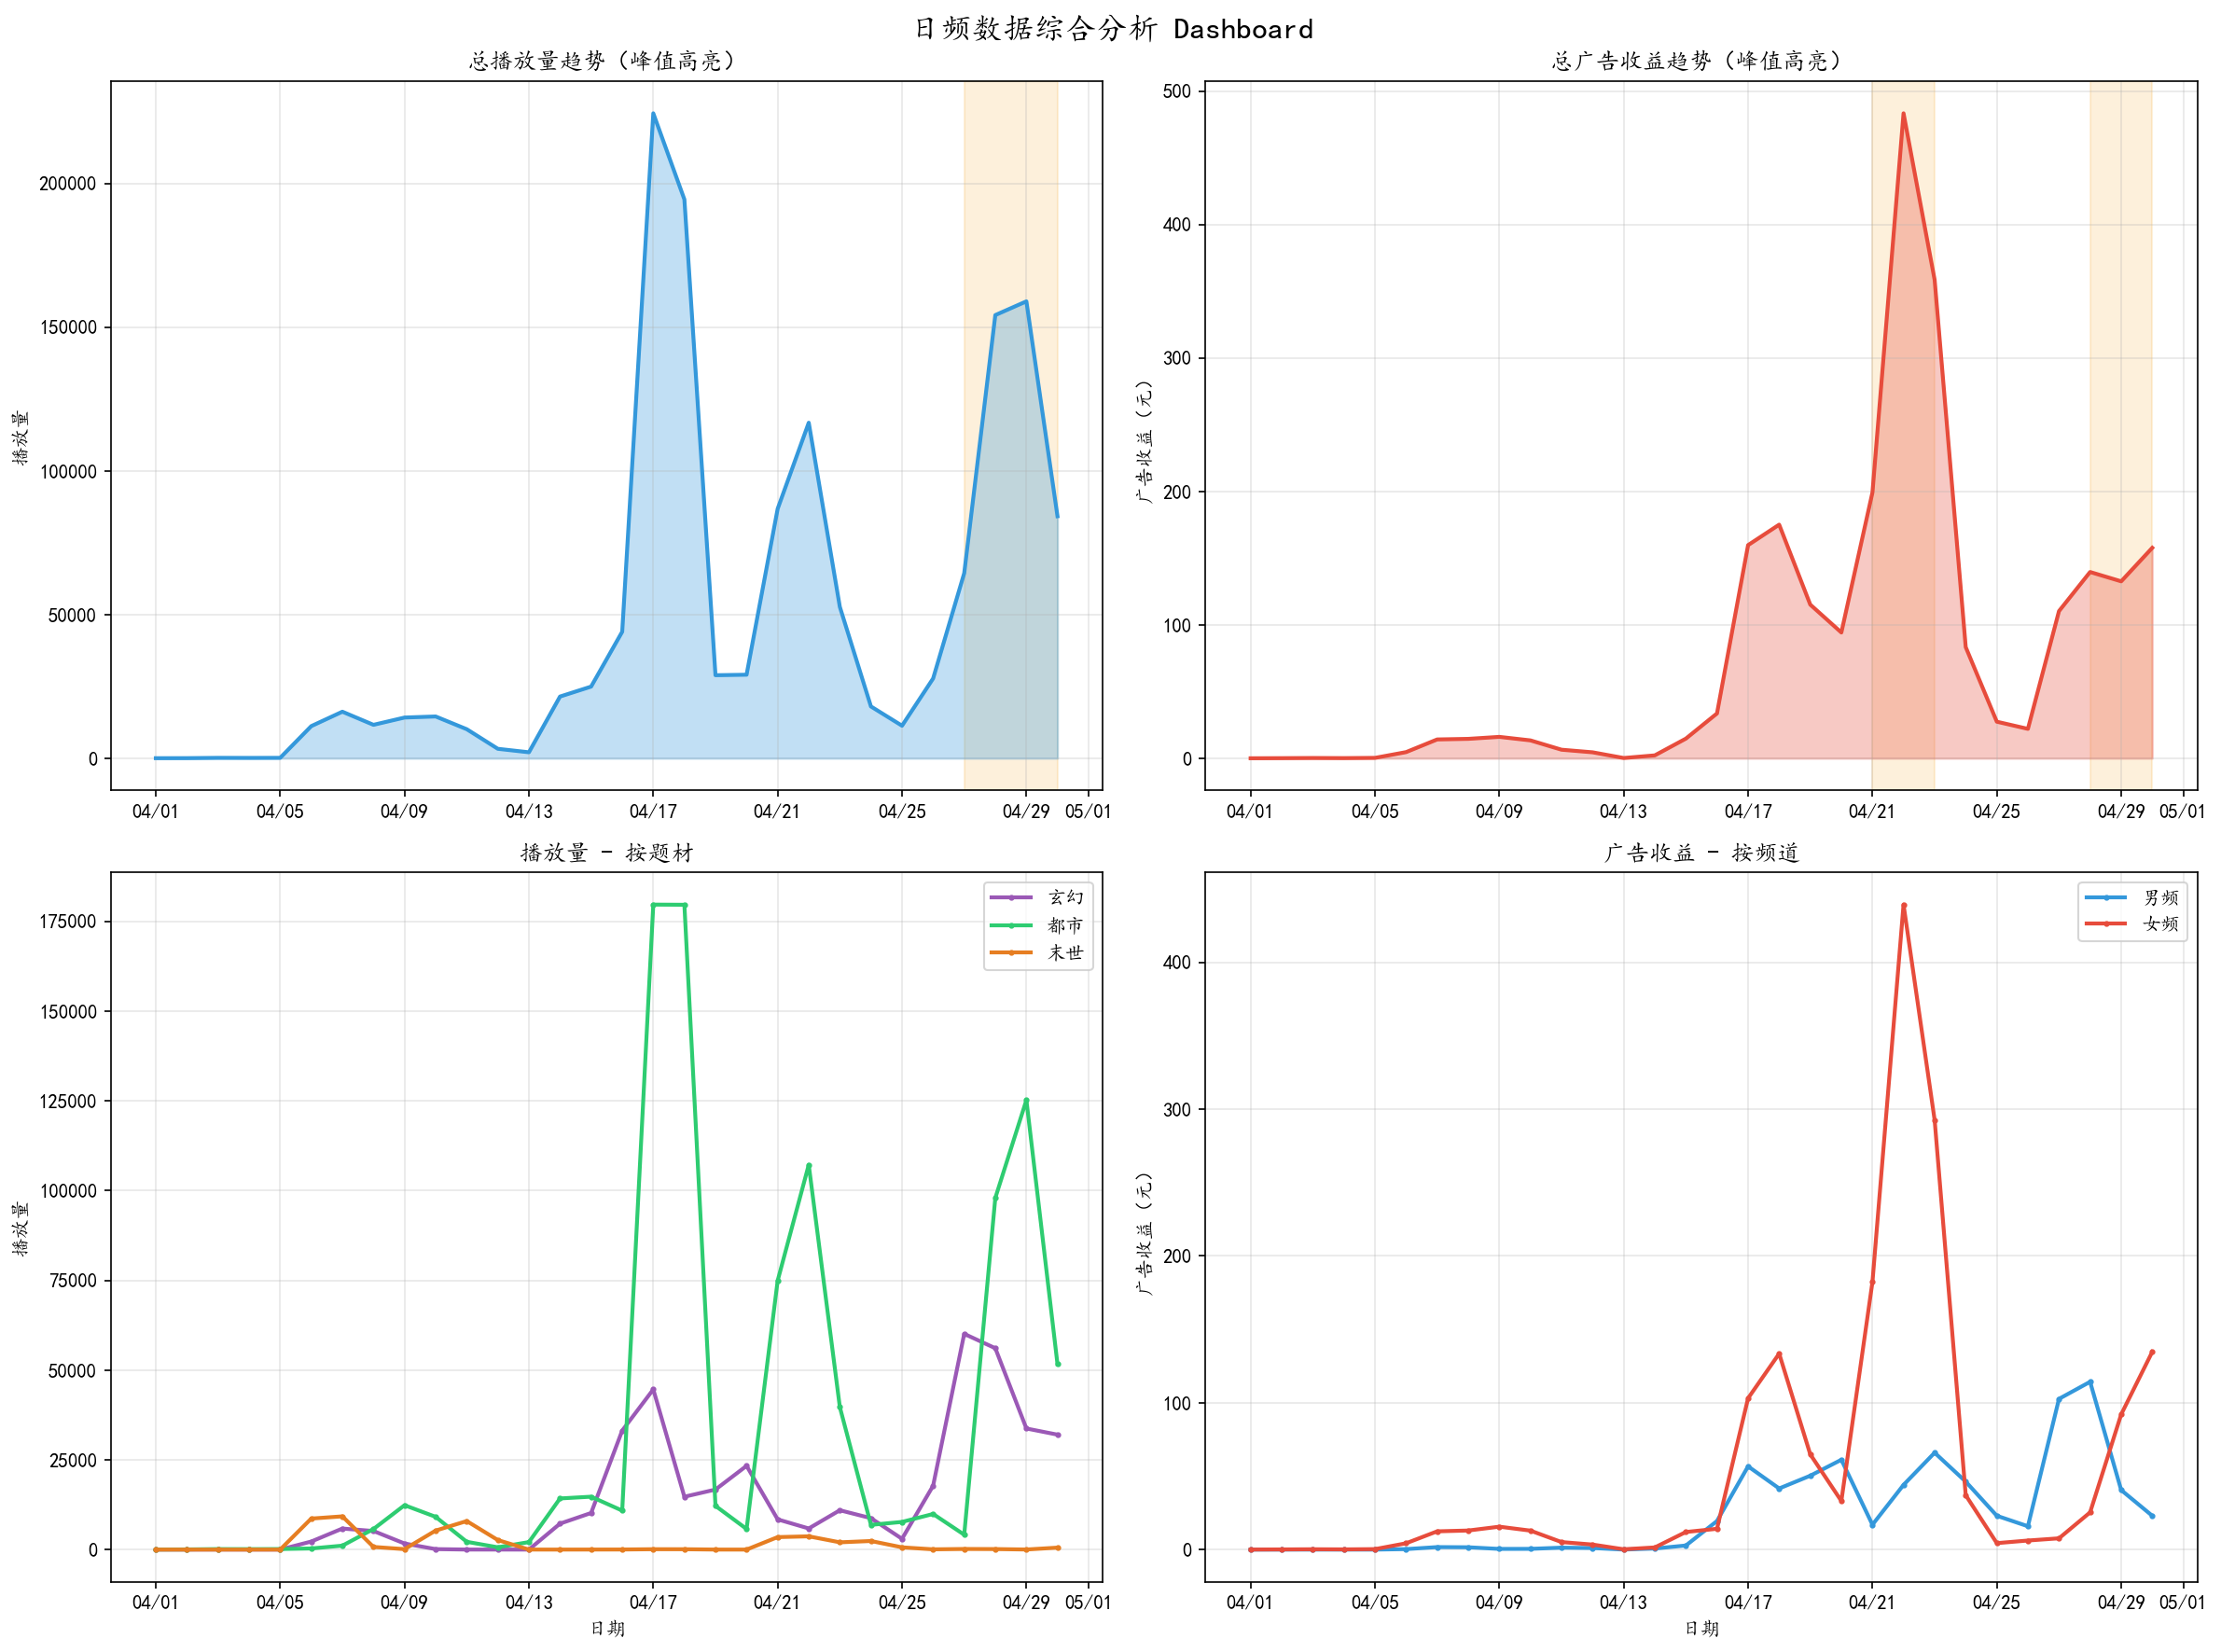 日频数据综合分析 Dashboard
总播放量趋势（峰值高亮）
播放量
200000
150000
100000
50000
0
04/01 04/05 04/09 04/13 04/17 04/21 04/25 04/29 05/01
总广告收益趋势（峰值高亮）
广告收益（元）
500
400
300
200
100
0
04/01 04/05 04/09 04/13 04/17 04/21 04/25 04/29 05/01
播放量 - 按题材
玄幻
都市
末世
播放量
175000
150000
125000
100000
75000
50000
25000
0
04/01 04/05 04/09 04/13 04/17 04/21 04/25 04/29 05/01
日期
广告收益 - 按频道
男频
女频
广告收益（元）
400
300
200
100
0
04/01 04/05 04/09 04/13 04/17 04/21 04/25 04/29 05/01
日期